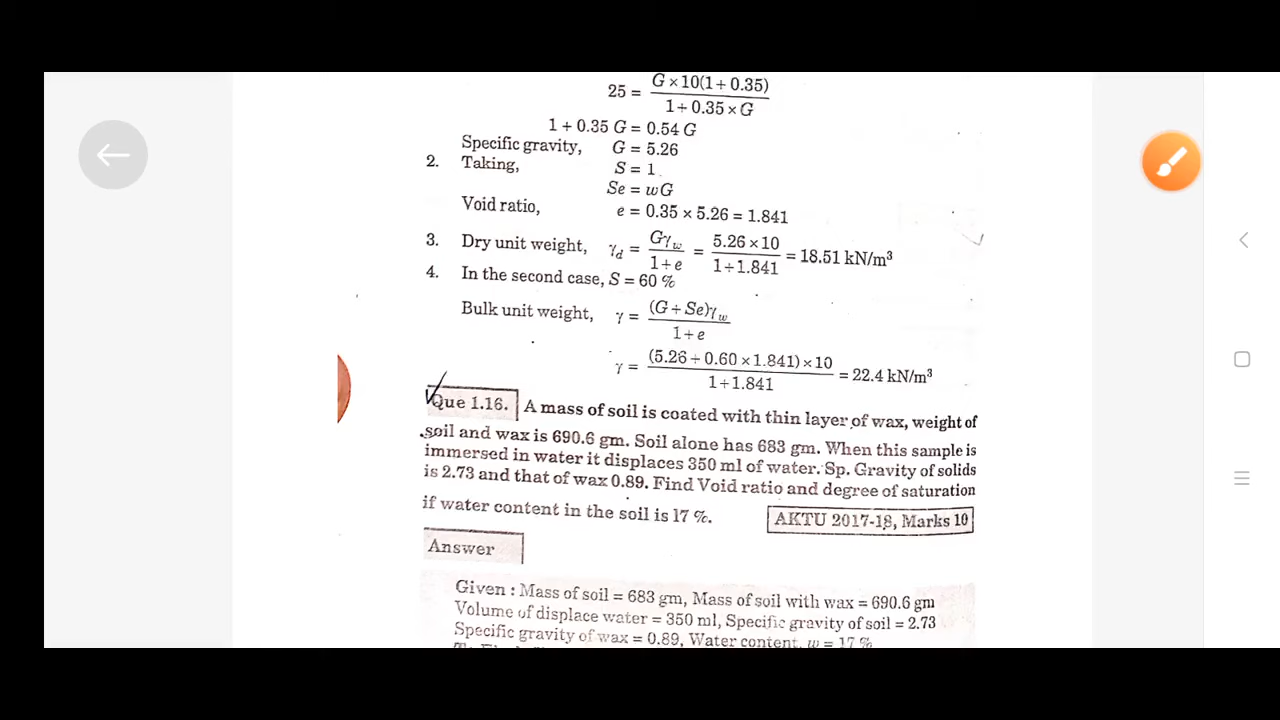 25 = G × 10(1 + 0.35) / 1 + 0.35 × G
1 + 0.35 G = 0.54 G
Specific gravity, G = 5.26
2. Taking, S = 1
Se = wG
Void ratio, e = 0.35 × 5.26 = 1.841
3. Dry unit weight, γd = Gγw / 1 + e = 5.26 × 10 / 1 + 1.841 = 18.51 kN/m³
4. In the second case, S = 60 %
Bulk unit weight, γ = (G + Se)γw / 1 + e
γ = (5.26 + 0.60 × 1.841) × 10 / 1 + 1.841 = 22.4 kN/m³
Que 1.16. A mass of soil is coated with thin layer of wax, weight of
soil and wax is 690.6 gm. Soil alone has 683 gm. When this sample is
immersed in water it displaces 350 ml of water. Sp. Gravity of solids
is 2.73 and that of wax 0.89. Find Void ratio and degree of saturation
if water content in the soil is 17 %. AKTU 2017-18, Marks 10
Answer
Given : Mass of soil = 683 gm, Mass of soil with wax = 690.6 gm
Volume of displace water = 350 ml, Specific gravity of soil = 2.73
Specific gravity of wax = 0.89, Water content, w = 17 %